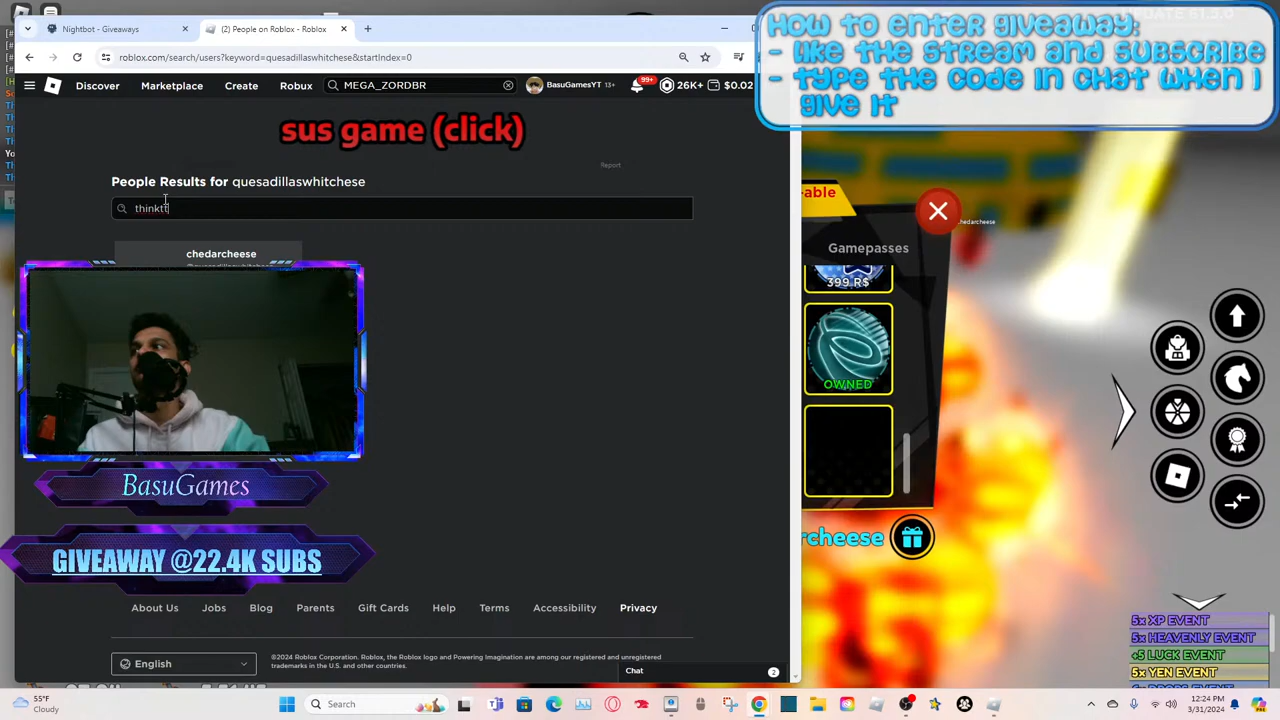 Nightbot - Giveaways
(2) People on Roblox - Roblox
roblox.com/search/users?keyword=quesadillaswhitchese&startIndex=0
Discover
Marketplace
Create
Robux
MEGA_ZORDBR
BasuGamesYT 13+
99+
26K+
$0.02
HOW TO ENTER GIVEAWAY:
- LIKE THE STREAM AND SUBSCRIBE
- TYPE THE CODE IN CHAT WHEN I
GIVE IT
sus game (click)
Report
People Results for quesadillaswhitchese
thinktt
chedarcheese
-able
chedarcheese
Gamepasses
399 R$
OWNED
rcheese
BasuGames
GIVEAWAY @22.4K SUBS
About Us
Jobs
Blog
Parents
Gift Cards
Help
Terms
Accessibility
Privacy
English
©2024 Roblox Corporation. Roblox, the Roblox logo and Powering Imagination are among our registered and unregistered
trademarks in the U.S. and other countries.
Chat
2
5x XP EVENT
5x HEAVENLY EVENT
+5 LUCK EVENT
5x YEN EVENT
55°F
Cloudy
Search
12:24 PM
3/31/2024